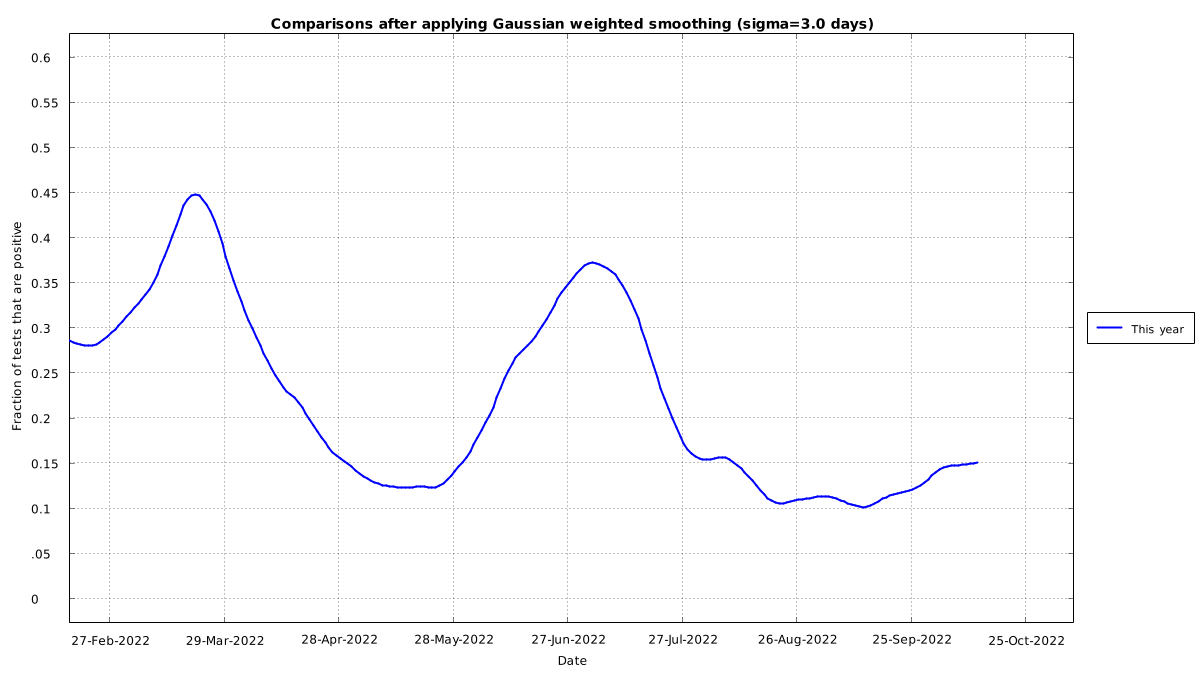 Comparisons after applying Gaussian weighted smoothing (sigma=3.0 days)
0.6
0.55
0.5
0.45
0.4
0.35
0.3
0.25
0.2
0.15
0.1
.05
0
Fraction of tests that are positive
This year
27-Feb-2022 29-Mar-2022 28-Apr-2022 28-May-2022 27-Jun-2022 27-Jul-2022 26-Aug-2022 25-Sep-2022 25-Oct-2022
Date